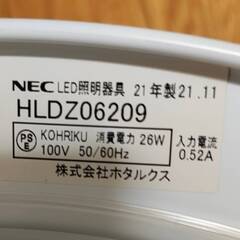 NEC LED照明器具 21年製21.11
HLDZ06209
PS
E
KOHRIKU 消費電力 26W
100V 50/60Hz
入力電流
0.52A
株式会社ホタルクス